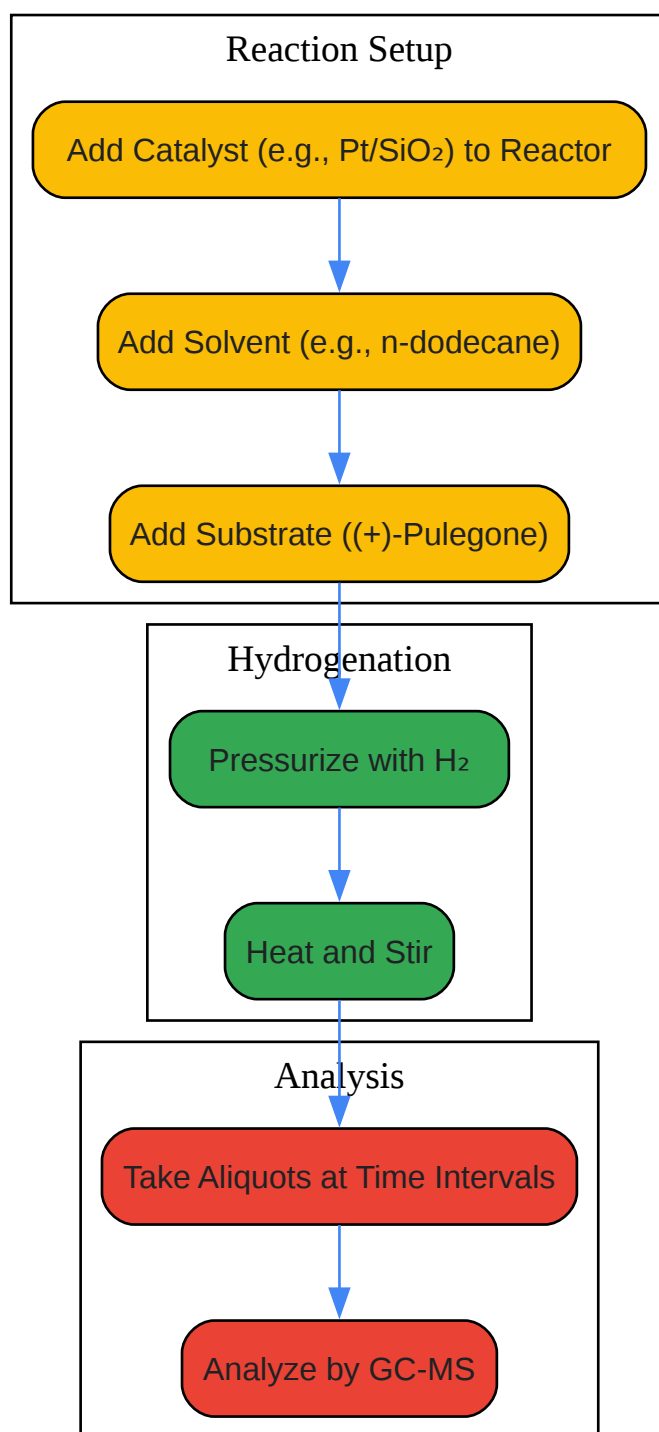 Reaction Setup
Add Catalyst (e.g., Pt/SiO₂) to Reactor
Add Solvent (e.g., n-dodecane)
Add Substrate ((+)-Pulegone)
Hydrogenation
Pressurize with H₂
Heat and Stir
Analysis
Take Aliquots at Time Intervals
Analyze by GC-MS